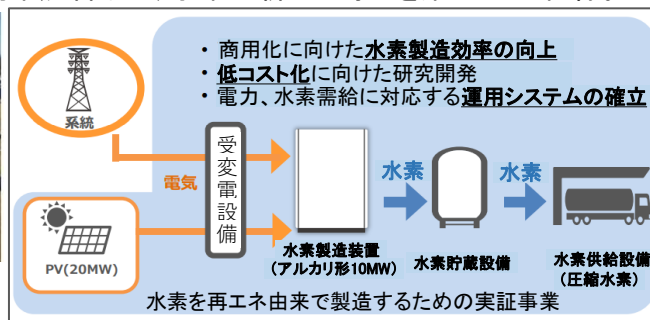 ・商用化に向けた水素製造効率の向上
・低コスト化に向けた研究開発
・電力、水素需給に対応する運用システムの確立
系統
電気
受変電設備
水素
水素
PV(20MW)
水素製造装置
(アルカリ形10MW)
水素貯蔵設備
水素供給設備
(圧縮水素)
水素を再エネ由来で製造するための実証事業